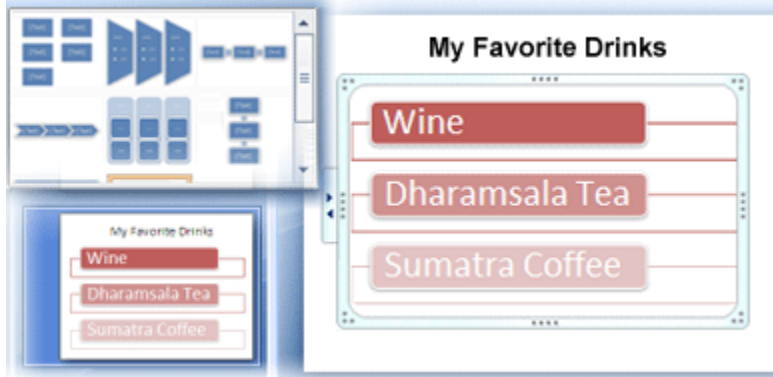 My Favorite Drinks
Wine
Dharamsala Tea
Sumatra Coffee
My Favorite Drinks
Wine
Dharamsala Tea
Sumatra Coffee